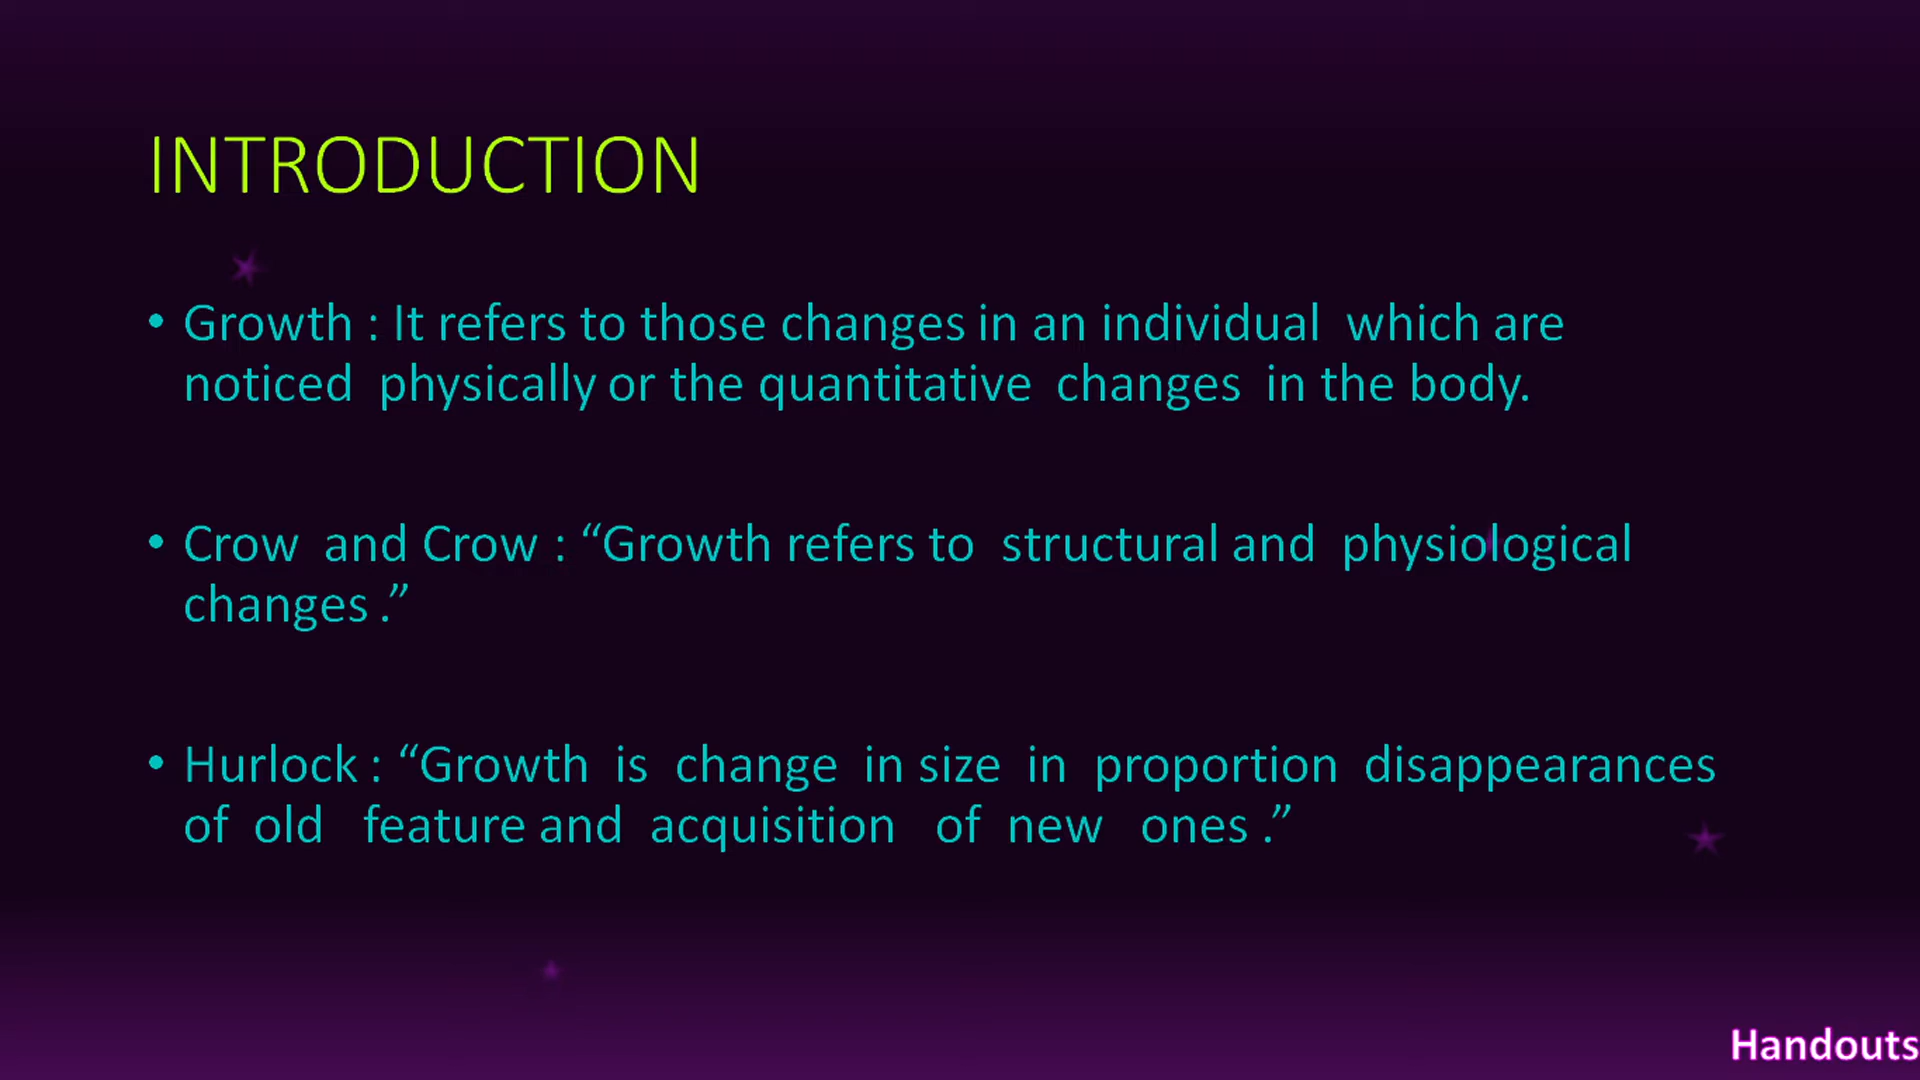 INTRODUCTION
• Growth : It refers to those changes in an individual which are
noticed physically or the quantitative changes in the body.
• Crow and Crow : “Growth refers to structural and physiological
changes .”
• Hurlock : “Growth is change in size in proportion disappearances
of old feature and acquisition of new ones .”
Handouts